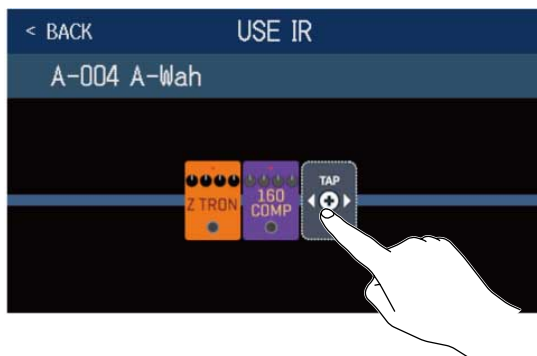 < BACK USE IR
A-004 A-Wah
Z TRON
160
COMP
TAP